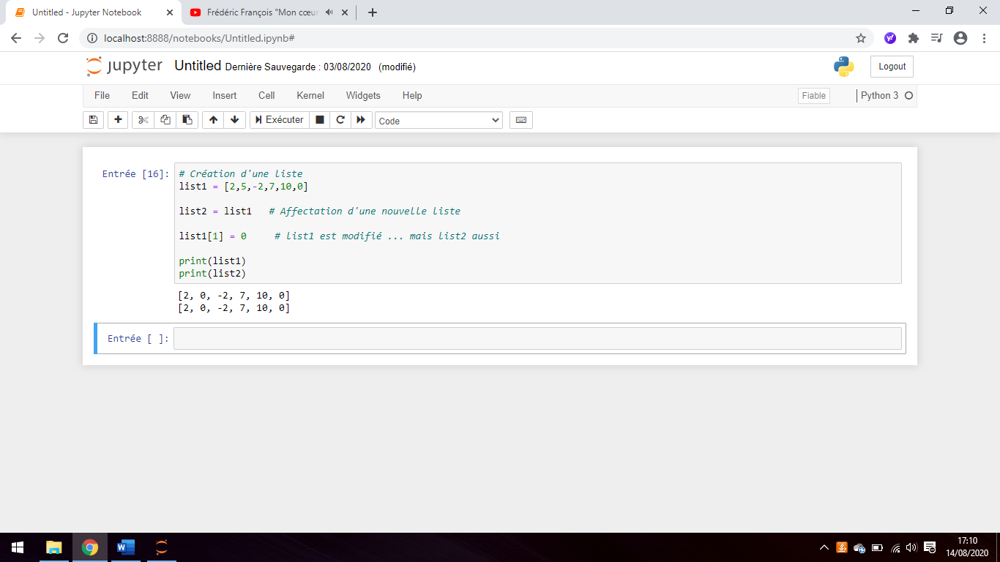 Untitled - Jupyter Notebook
Frédéric François "Mon cœur
localhost:8888/notebooks/Untitled.ipynb#
jupyter Untitled Dernière Sauvegarde : 03/08/2020 (modifié)
Logout
File Edit View Insert Cell Kernel Widgets Help
Fiable
Python 3
Exécuter
Code
Entrée [16]:
# Création d'une liste
list1 = [2,5,-2,7,10,0]
list2 = list1 # Affectation d'une nouvelle liste
list1[1] = 0 # list1 est modifié ... mais list2 aussi
print(list1)
print(list2)
[2, 0, -2, 7, 10, 0]
[2, 0, -2, 7, 10, 0]
Entrée [ ]:
17:10
14/08/2020